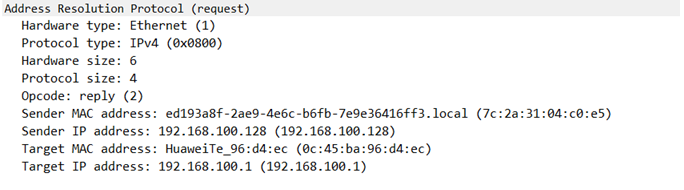 Address Resolution Protocol (request)
Hardware type: Ethernet (1)
Protocol type: IPv4 (0x0800)
Hardware size: 6
Protocol size: 4
Opcode: reply (2)
Sender MAC address: ed193a8f-2ae9-4e6c-b6fb-7e9e36416ff3.local (7c:2a:31:04:c0:e5)
Sender IP address: 192.168.100.128 (192.168.100.128)
Target MAC address: HuaweiTe_96:d4:ec (0c:45:ba:96:d4:ec)
Target IP address: 192.168.100.1 (192.168.100.1)